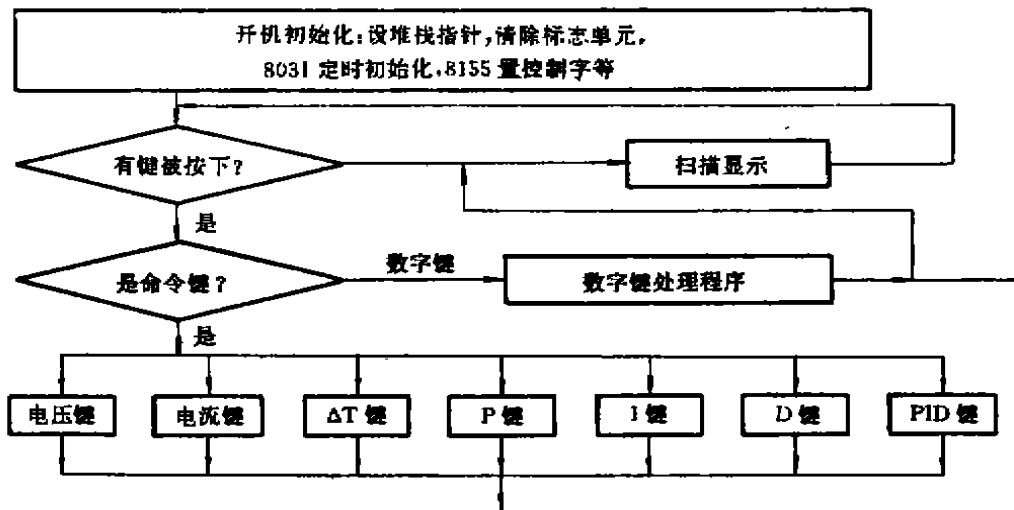 开机初始化:设堆栈指针,清除标志单元,
8031定时初始化,8155置控制字等
有键被按下?
扫描显示
是
是命令键?
数字键
数字键处理程序
是
电压键
电流键
ΔT键
P键
I键
D键
PID键